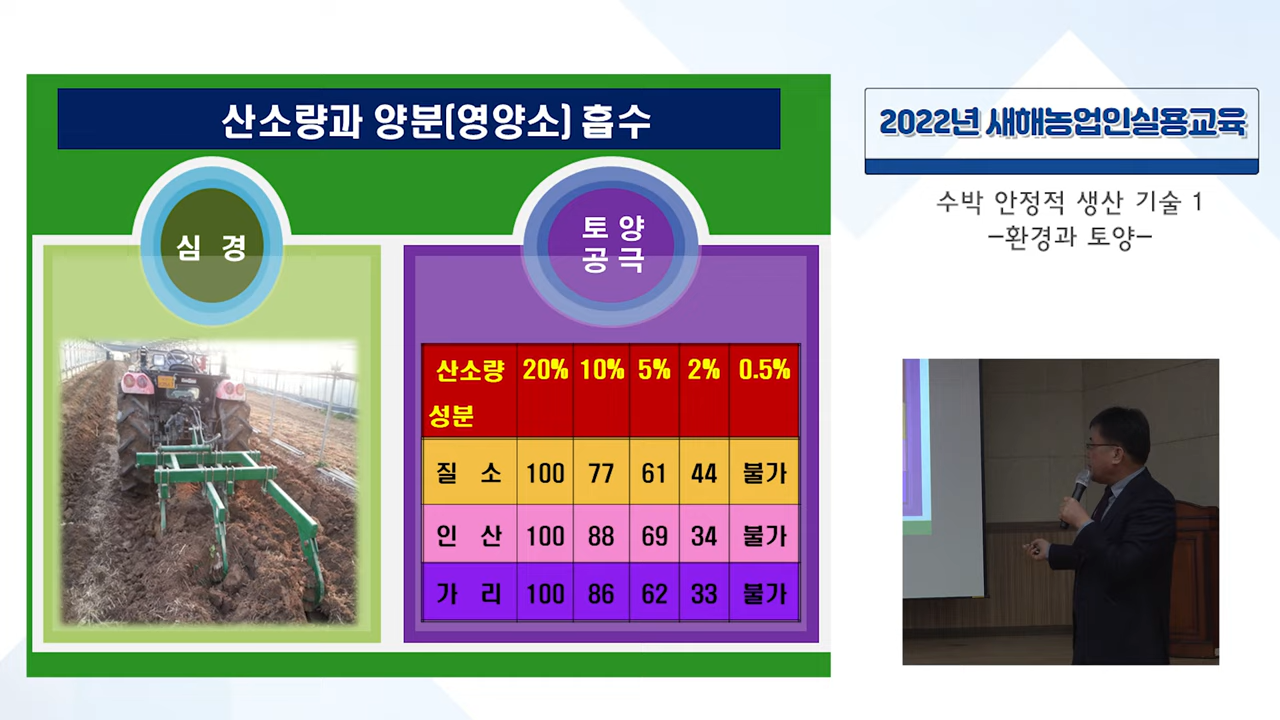 산소량과 양분(영양소) 흡수
심 경
토 양
공 극
산소량 20% 10% 5% 2% 0.5%
성분
질 소 100 77 61 44 불가
인 산 100 88 69 34 불가
가 리 100 86 62 33 불가
2022년 새해농업인실용교육
수박 안정적 생산 기술 1
-환경과 토양-